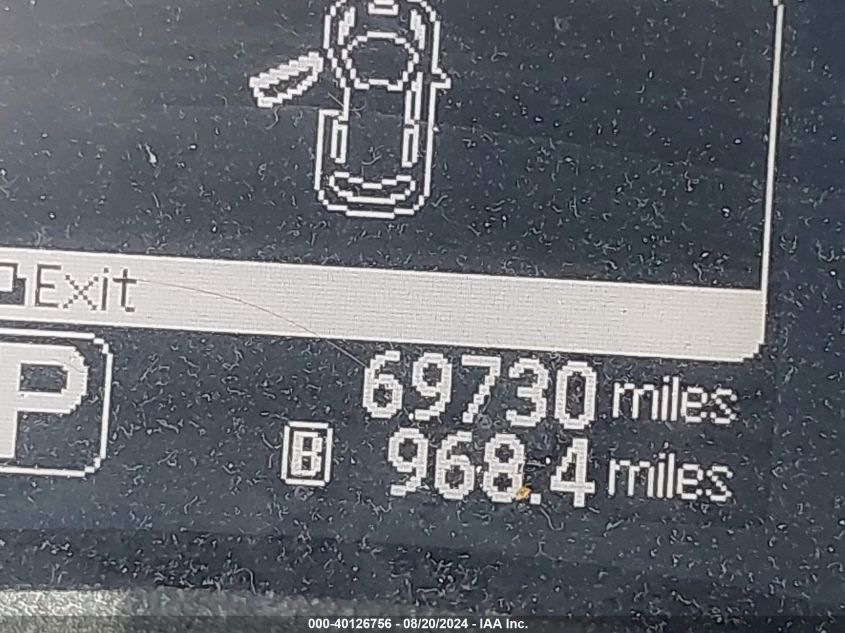 Exit
P
69730 miles
B 968.4 miles
000-40126756 - 08/20/2024 - IAA Inc.